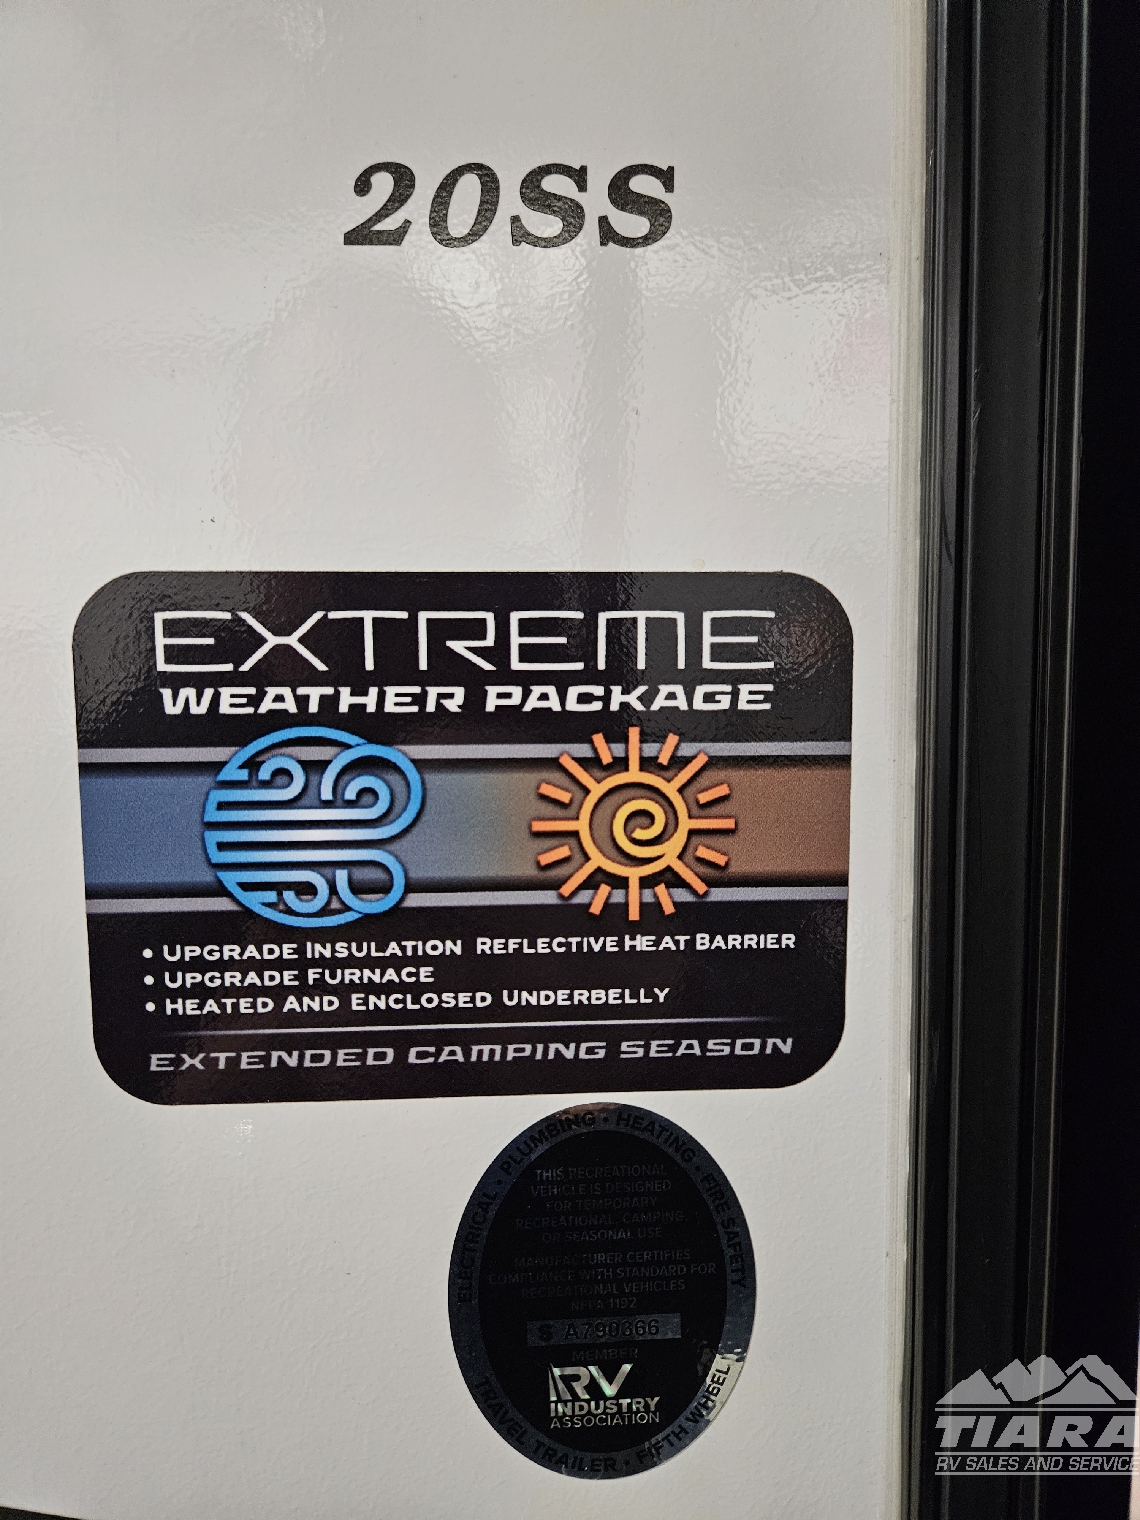 20SS
EXTREME
WEATHER PACKAGE
• UPGRADE INSULATION REFLECTIVE HEAT BARRIER
• UPGRADE FURNACE
• HEATED AND ENCLOSED UNDERBELLY
EXTENDED CAMPING SEASON
ELECTRICAL • PLUMBING • HEATING • FIRE SAFETY
THIS RECREATIONAL
VEHICLE IS DESIGNED
FOR TEMPORARY
RECREATIONAL, CAMPING,
OR SEASONAL USE
MANUFACTURER CERTIFIES
COMPLIANCE WITH STANDARD FOR
RECREATIONAL VEHICLES
NFPA 1192
S A790366
MEMBER
RV
INDUSTRY
ASSOCIATION
TRAVEL TRAILER • FIFTH WHEEL
TIARA
RV SALES AND SERVICE